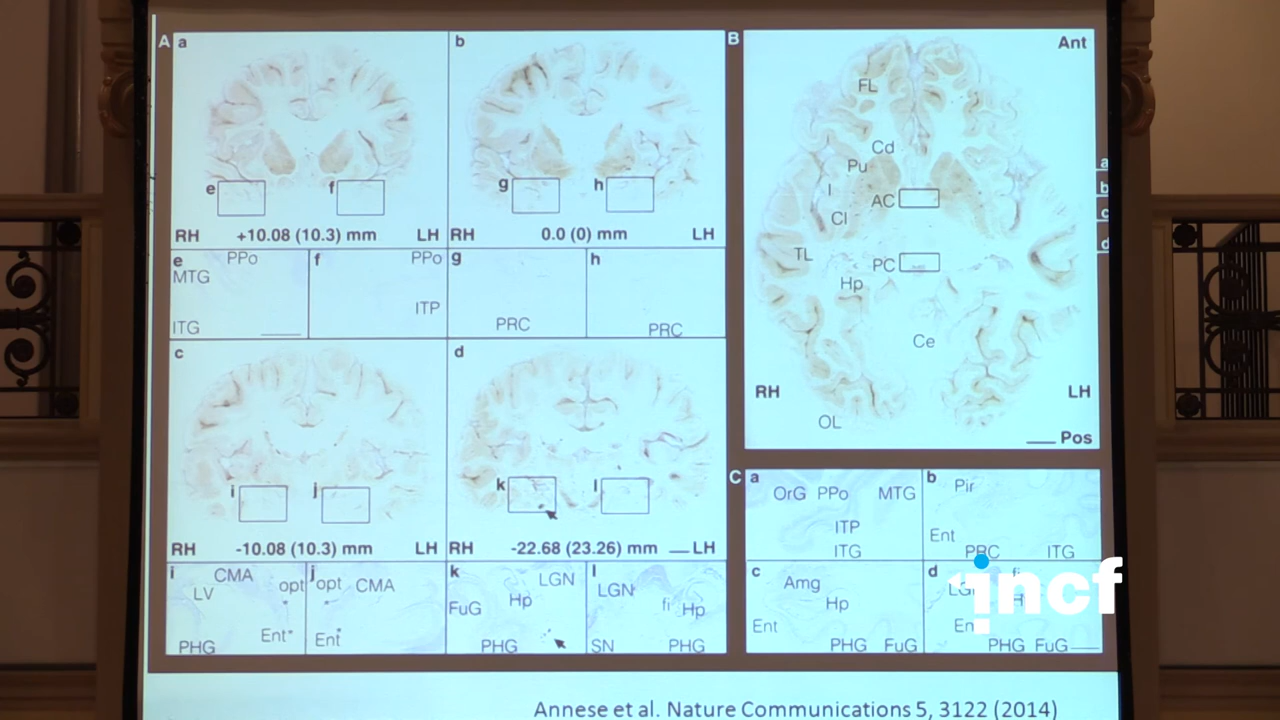 A a b
e f g h
RH +10.08 (10.3) mm LH RH 0.0 (0) mm LH
e PPo f PPo g h
MTG
ITP
ITG PRC PRC
c d
i j k l
RH -10.08 (10.3) mm LH RH -22.68 (23.26) mm LH
i CMA opt j opt CMA k LGN l LGN
LV
FuG Hp fi Hp
Ent* Ent
PHG PHG SN PHG
B Ant
FL
Cd
Pu
I AC
Cl
TL PC
Hp
Ce
RH LH
OL
Pos
a
b
c
d
C a b Pir
OrG PPo MTG
ITP Ent
ITG PRC ITG
c Amg d
Hp
Ent
PHG FuG PHG FuG
incf
Annese et al. Nature Communications 5, 3122 (2014)